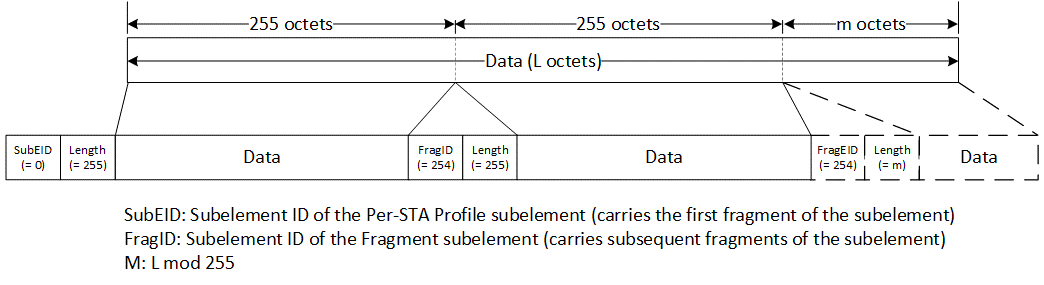 255 octets 255 octets m octets
Data (L octets)
SubEID Length FragID Length FragEID Length
Data Data Data
(= 0) (= 255) (= 254) (= 255) (= 254) (= m)
SubEID: Subelement ID of the Per-STA Profile subelement (carries the first fragment of the subelement)
FragID: Subelement ID of the Fragment subelement (carries subsequent fragments of the subelement)
M: L mod 255